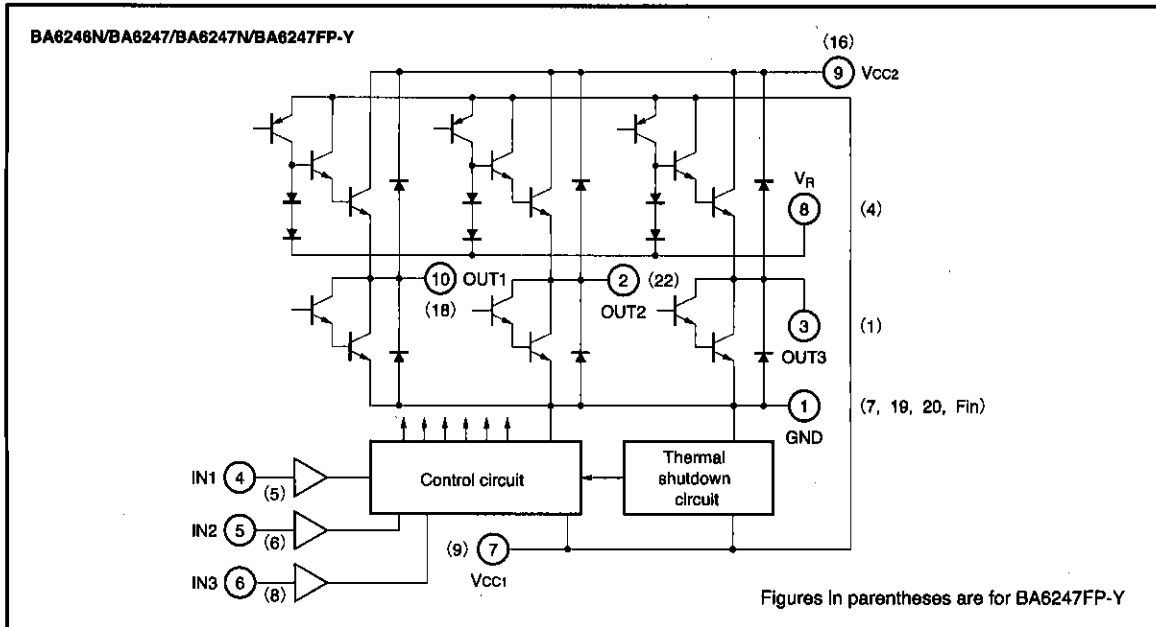 BA6246N/BA6247/BA6247N/BA6247FP-Y
(16)
9 VCC2
VR
8 (4)
10 OUT1
(18)
2 (22)
OUT2
3 (1)
OUT3
1 (7, 19, 20, Fin)
GND
Control circuit
Thermal
shutdown
circuit
IN1 4 (5)
IN2 5 (6)
IN3 6 (8)
(9) 7
VCC1
Figures in parentheses are for BA6247FP-Y